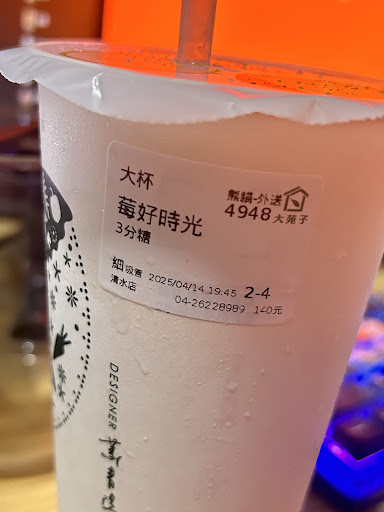 大杯
熊貓-外送
4948 大苑子
莓好時光
3分糖
細吸管 2025/04/14 19:45 2-4
清水店
04-26228989 140元
DESIGNER